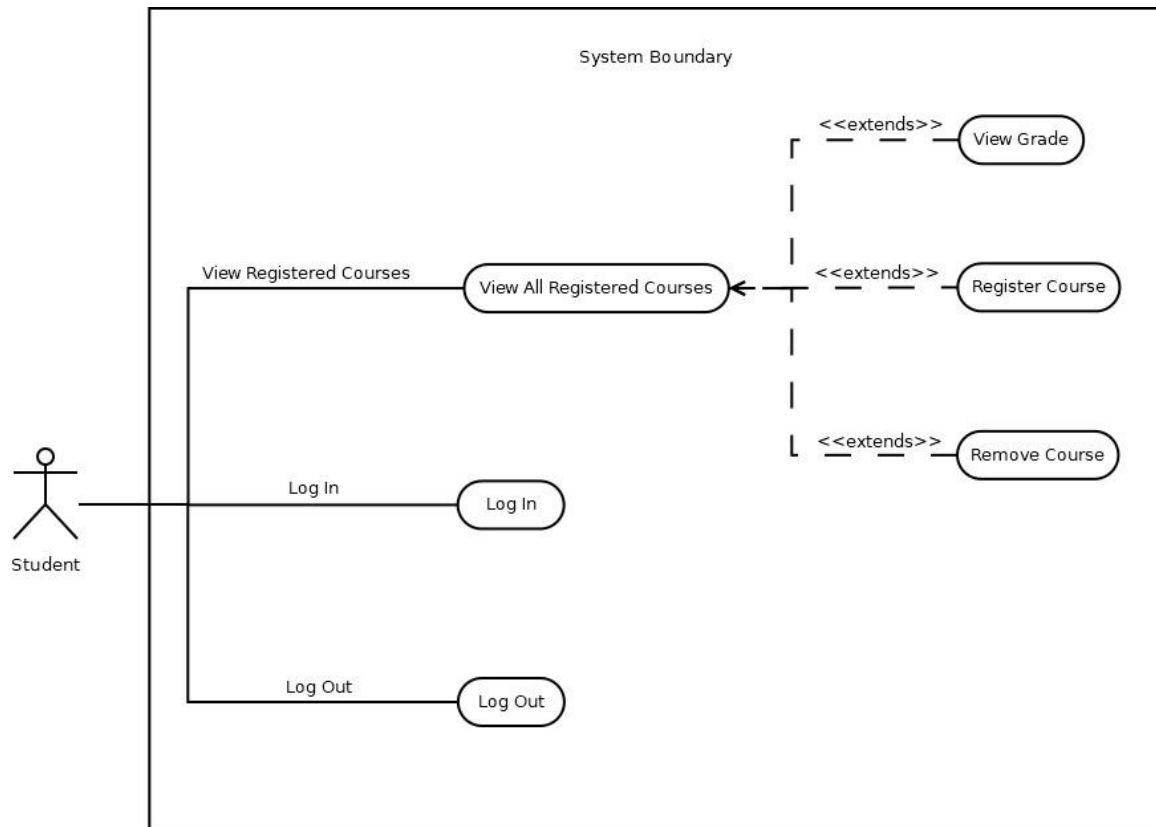 System Boundary
<<extends>>
View Grade
View Registered Courses
View All Registered Courses
<<extends>>
Register Course
<<extends>>
Remove Course
Log In
Log In
Student
Log Out
Log Out